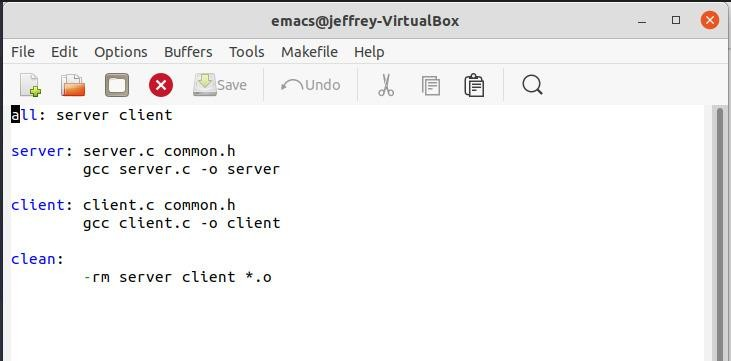 emacs@jeffrey-VirtualBox
File Edit Options Buffers Tools Makefile Help
Save Undo
all: server client
server: server.c common.h
gcc server.c -o server
client: client.c common.h
gcc client.c -o client
clean:
-rm server client *.o